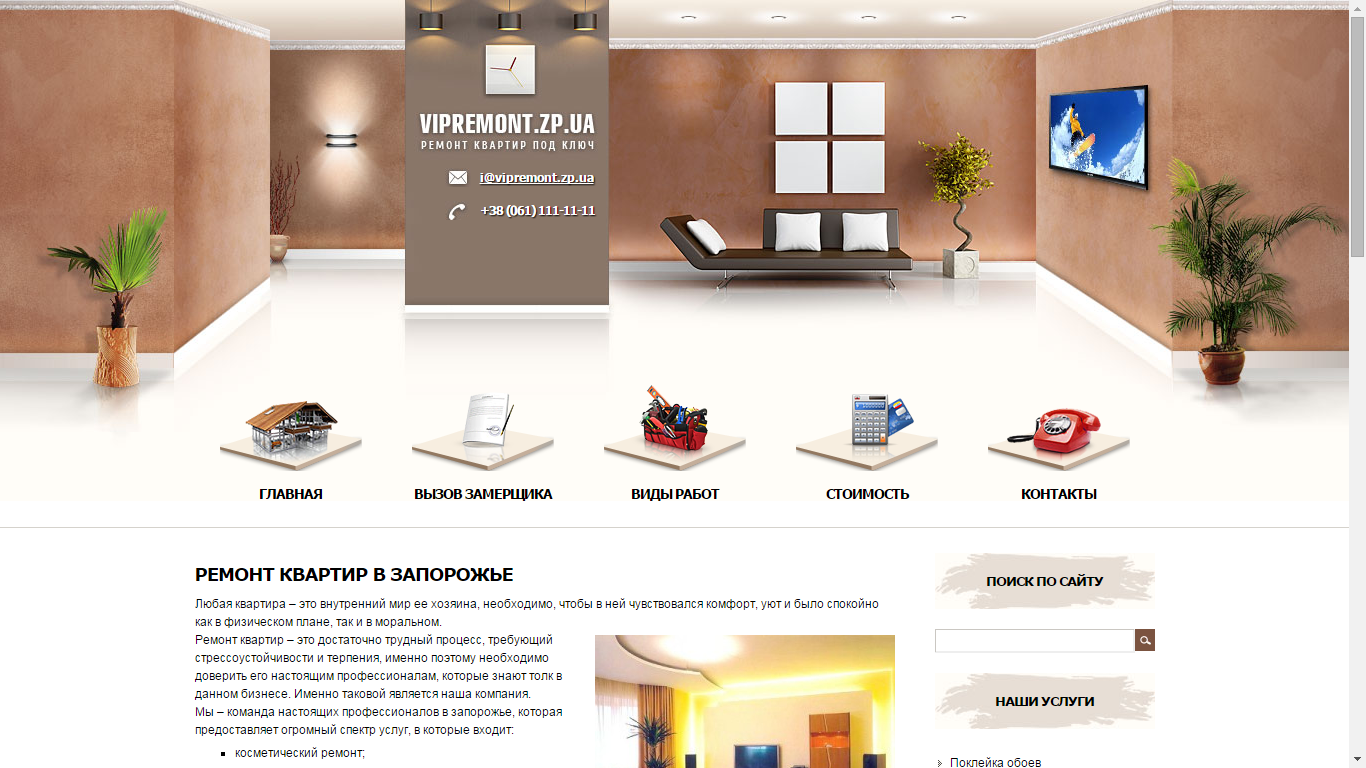 VIPREMONT.ZP.UA
РЕМОНТ КВАРТИР ПОД КЛЮЧ
i@vipremont.zp.ua
+38 (061) 111-11-11
ГЛАВНАЯ
ВЫЗОВ ЗАМЕРЩИКА
ВИДЫ РАБОТ
СТОИМОСТЬ
КОНТАКТЫ
РЕМОНТ КВАРТИР В ЗАПОРОЖЬЕ
Любая квартира – это внутренний мир ее хозяина, необходимо, чтобы в ней чувствовался комфорт, уют и было спокойно
как в физическом плане, так и в моральном.
Ремонт квартир – это достаточно трудный процесс, требующий
стрессоустойчивости и терпения, именно поэтому необходимо
доверить его настоящим профессионалам, которые знают толк в
данном бизнесе. Именно таковой является наша компания.
Мы – команда настоящих профессионалов в запорожье, которая
предоставляет огромный спектр услуг, в которые входит:
косметический ремонт;
ПОИСК ПО САЙТУ
НАШИ УСЛУГИ
Поклейка обоев